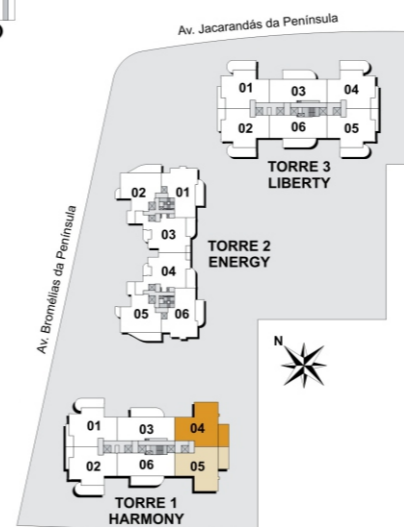 Av. Jacarandás da Península
01
03
04
02
06
05
TORRE 3
LIBERTY
Av. Bromélias da Península
02
01
03
04
05
06
TORRE 2
ENERGY
N
01
03
04
02
06
05
TORRE 1
HARMONY